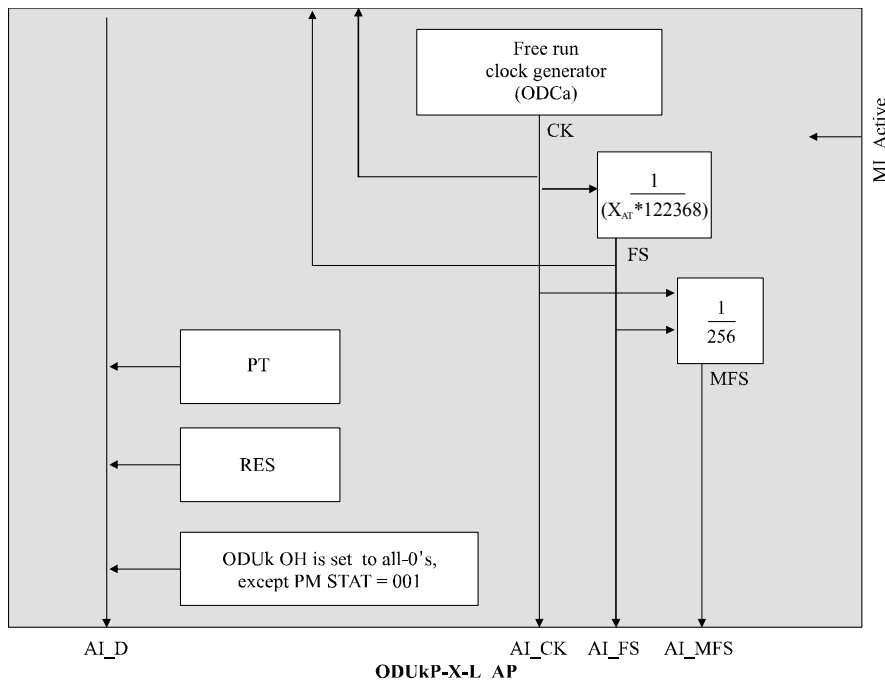 Free run
clock generator
(ODCa)
CK
MI_Active
1
(X_AT*122368)
FS
1
256
MFS
PT
RES
ODUk OH is set to all-0's,
except PM STAT = 001
AI_D
AI_CK
AI_FS
AI_MFS
ODUkP-X-L_AP